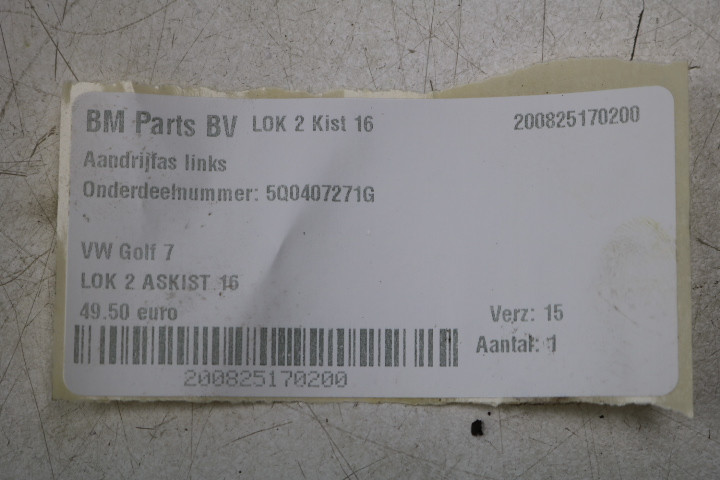 BM Parts BV LOK 2 Kist 16 200825170200
Aandrijfas links
Onderdeelnummer: 5Q0407271G
VW Golf 7
LOK 2 ASKIST 16
49.50 euro Verz: 15
Aantal: 1
200825170200